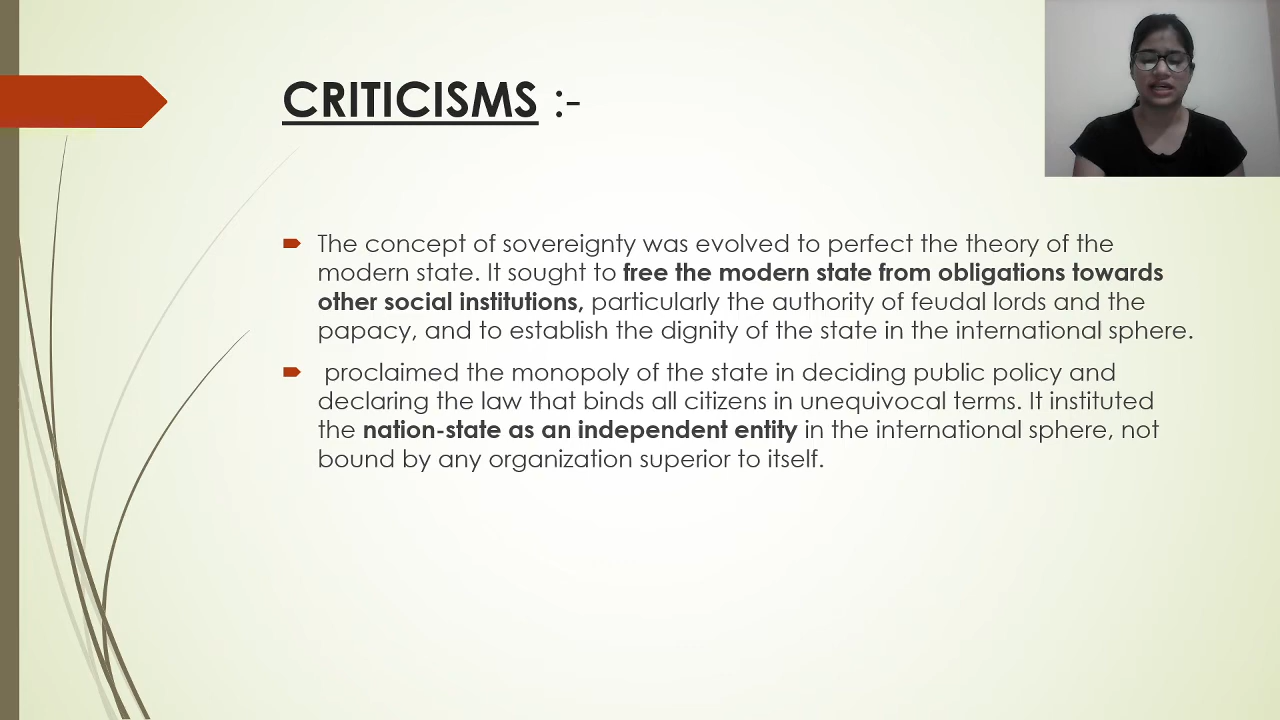 CRITICISMS :-
The concept of sovereignty was evolved to perfect the theory of the
modern state. It sought to free the modern state from obligations towards
other social institutions, particularly the authority of feudal lords and the
papacy, and to establish the dignity of the state in the international sphere.
proclaimed the monopoly of the state in deciding public policy and
declaring the law that binds all citizens in unequivocal terms. It instituted
the nation-state as an independent entity in the international sphere, not
bound by any organization superior to itself.